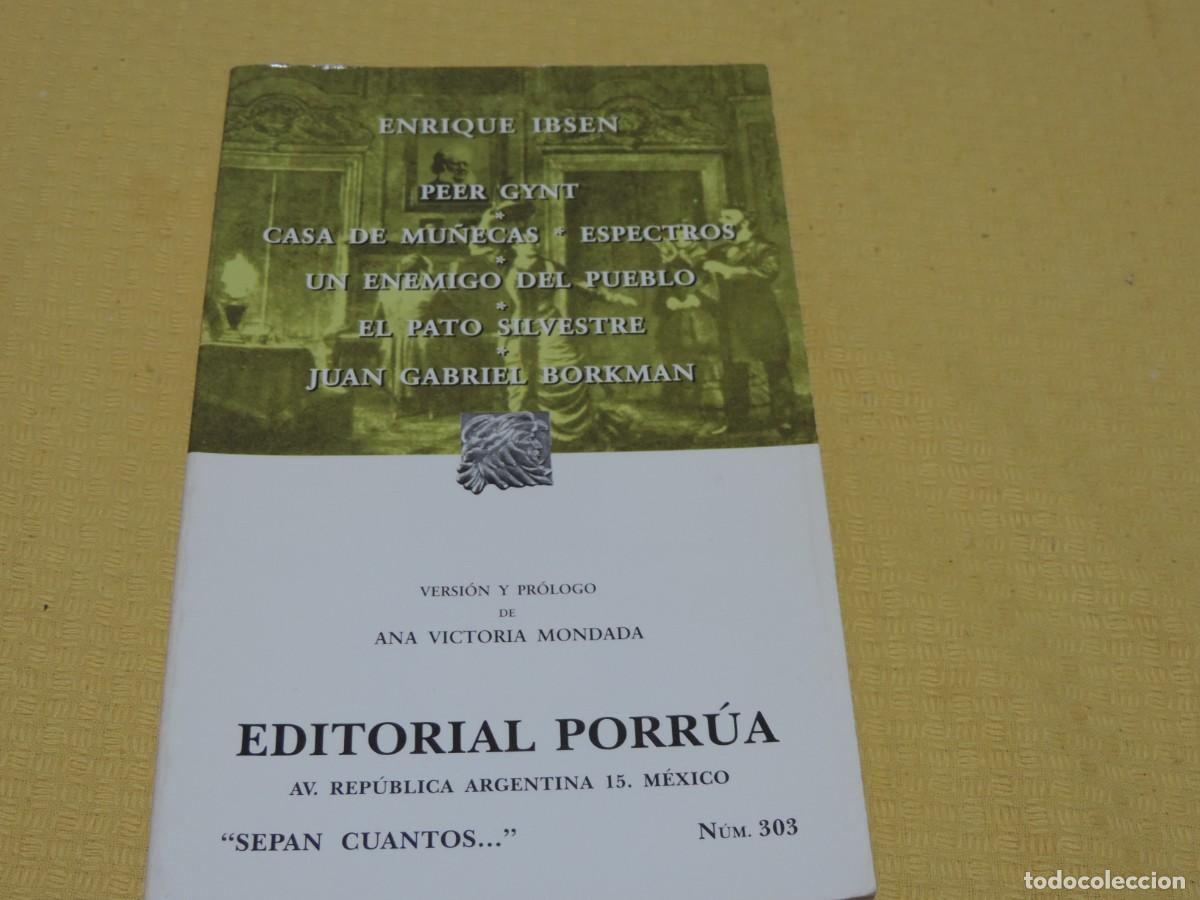 ENRIQUE IBSEN
PEER GYNT
*
CASA DE MUÑECAS * ESPECTROS
*
UN ENEMIGO DEL PUEBLO
*
EL PATO SILVESTRE
*
JUAN GABRIEL BORKMAN
VERSIÓN Y PRÓLOGO
DE
ANA VICTORIA MONDADA
EDITORIAL PORRÚA
AV. REPÚBLICA ARGENTINA 15. MÉXICO
“SEPAN CUANTOS...” NÚM. 303
todocoleccion